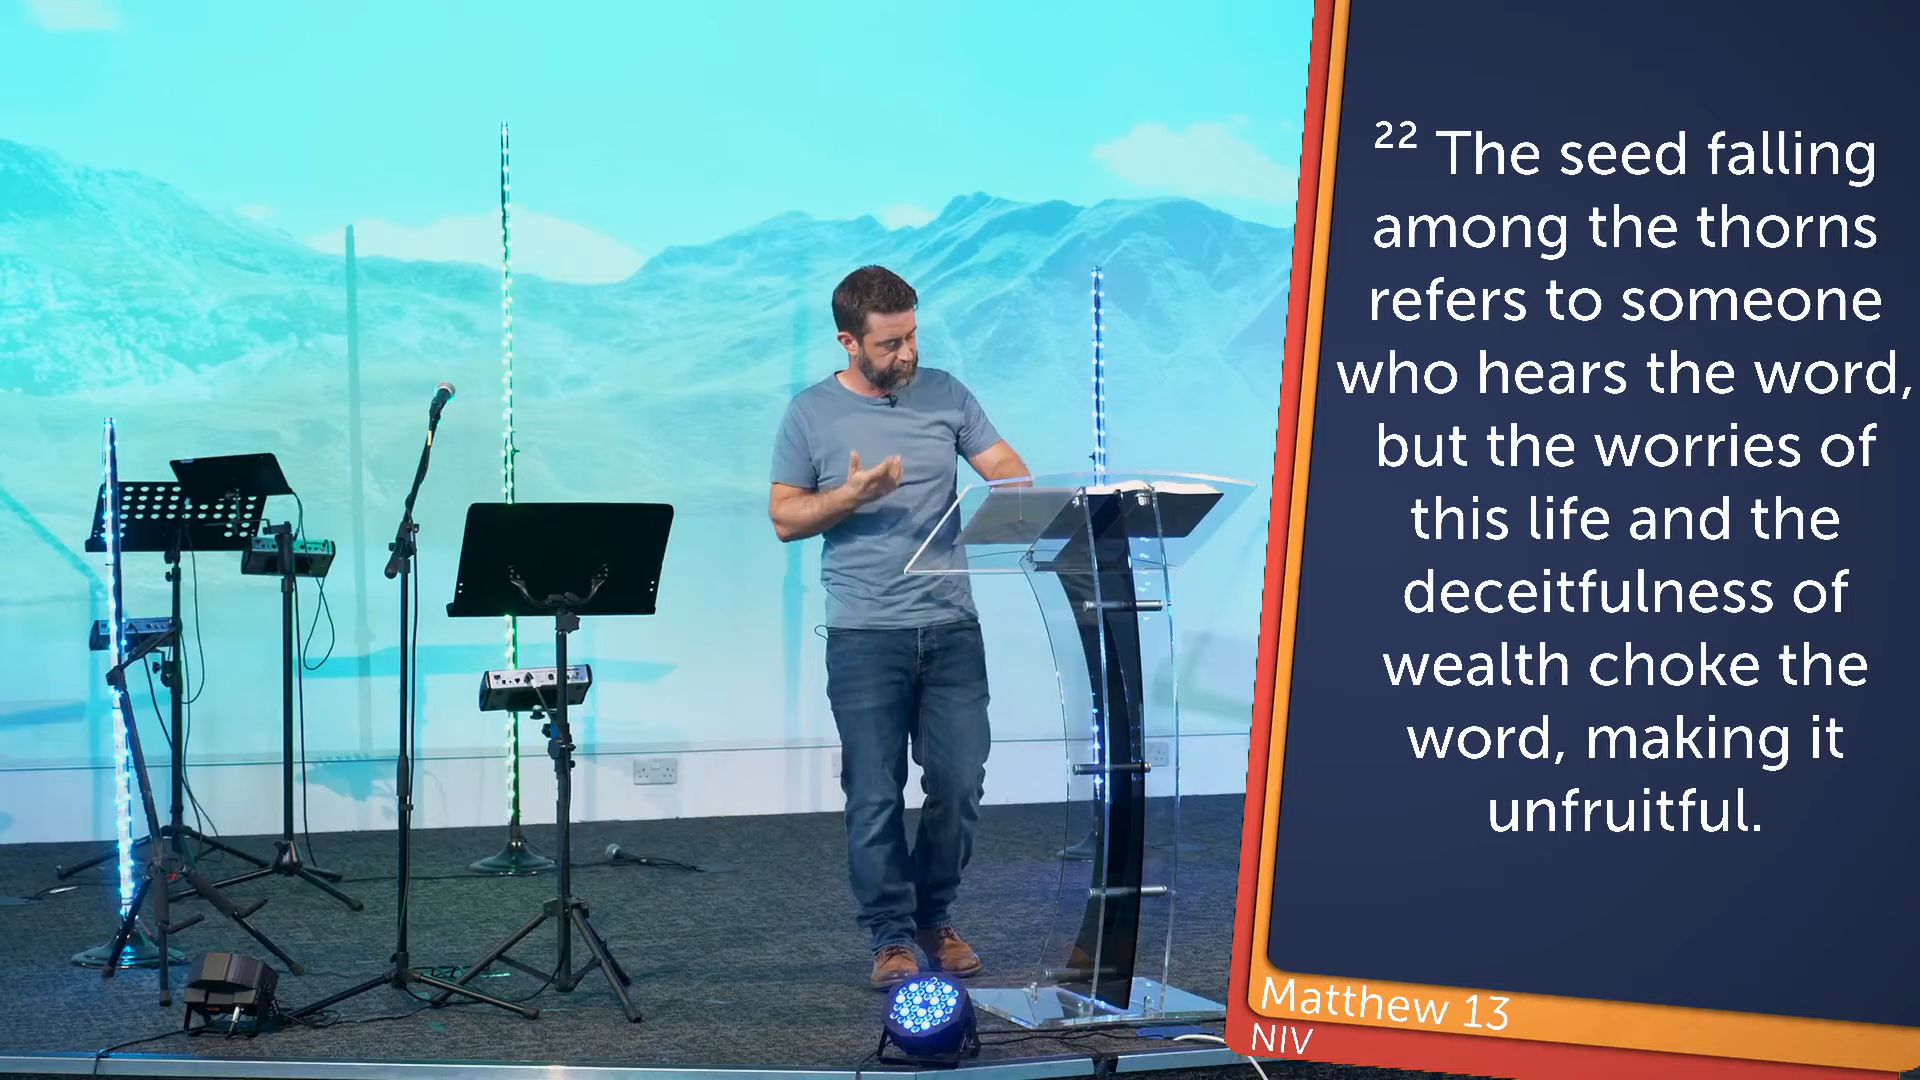 22 The seed falling
among the thorns
refers to someone
who hears the word,
but the worries of
this life and the
deceitfulness of
wealth choke the
word, making it
unfruitful.
Matthew 13
NIV